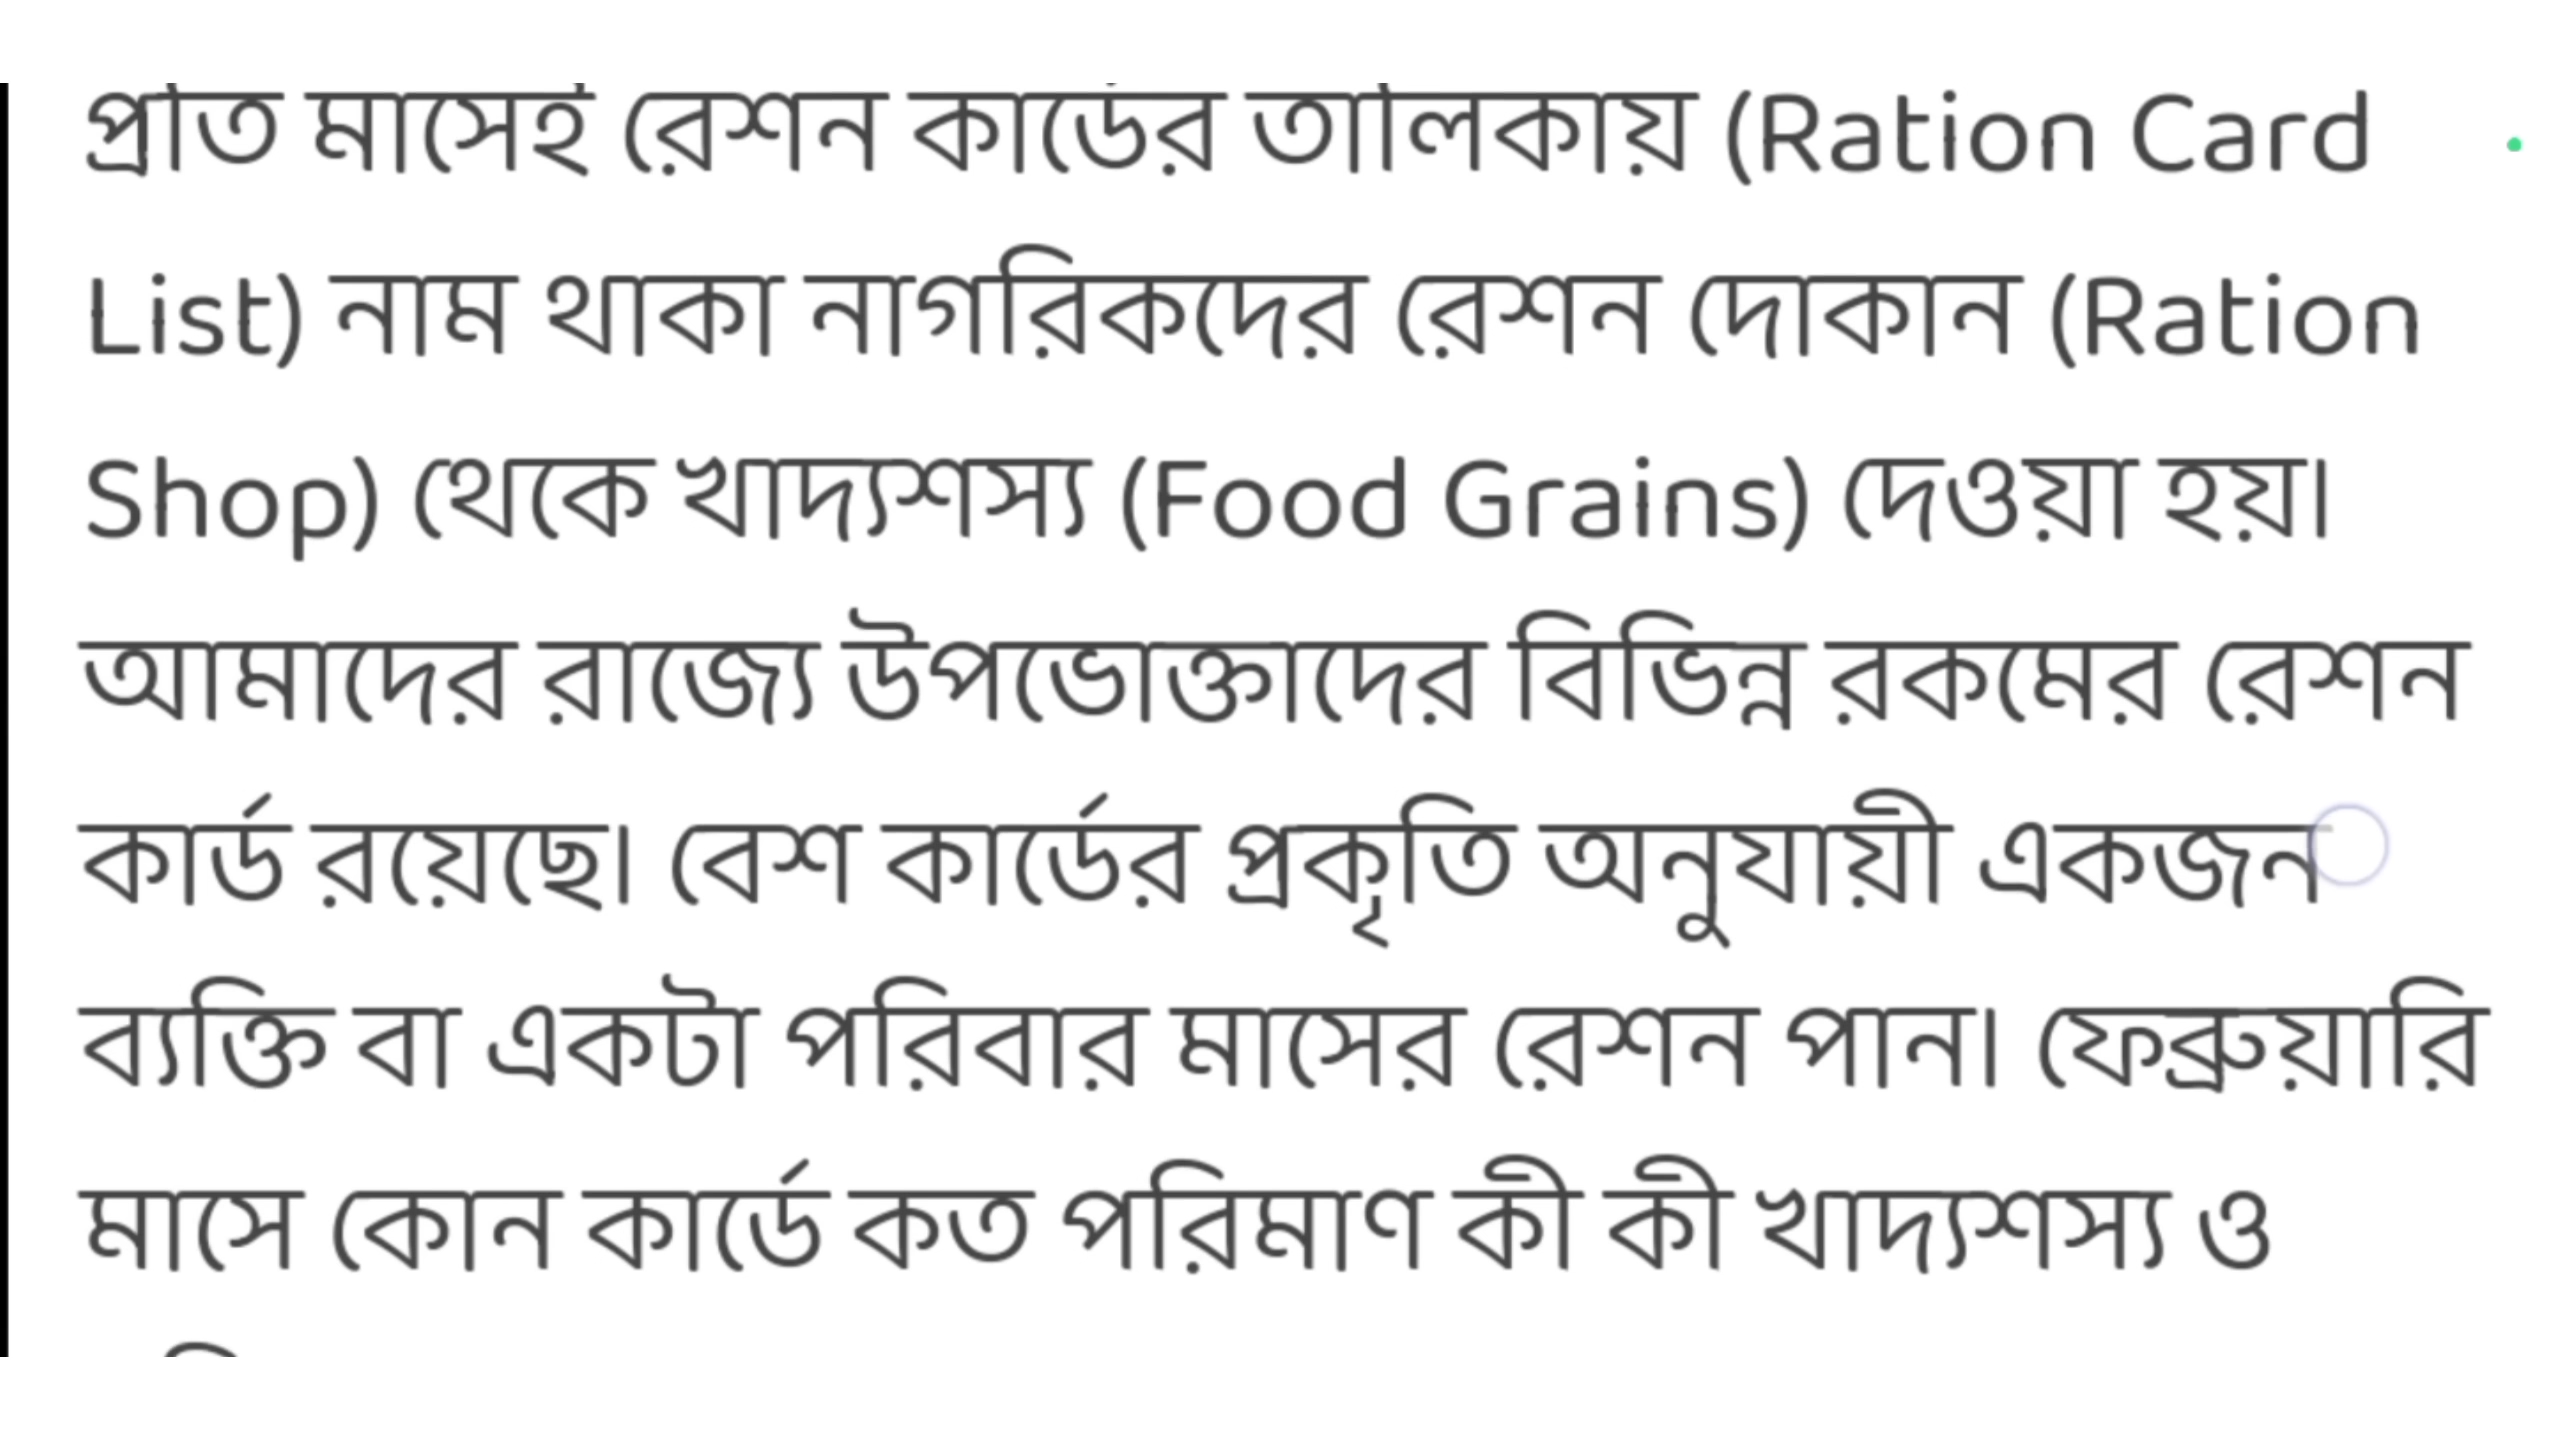 প্রতি মাসেই রেশন কার্ডের তালিকায় (Ration Card
List) নাম থাকা নাগরিকদের রেশন দোকান (Ration
Shop) থেকে খাদ্যশস্য (Food Grains) দেওয়া হয়।
আমাদের রাজ্যে উপভোক্তাদের বিভিন্ন রকমের রেশন
কার্ড রয়েছে। বেশ কার্ডের প্রকৃতি অনুযায়ী একজন
ব্যক্তি বা একটা পরিবার মাসের রেশন পান। ফেব্রুয়ারি
মাসে কোন কার্ডে কত পরিমাণ কী কী খাদ্যশস্য ও